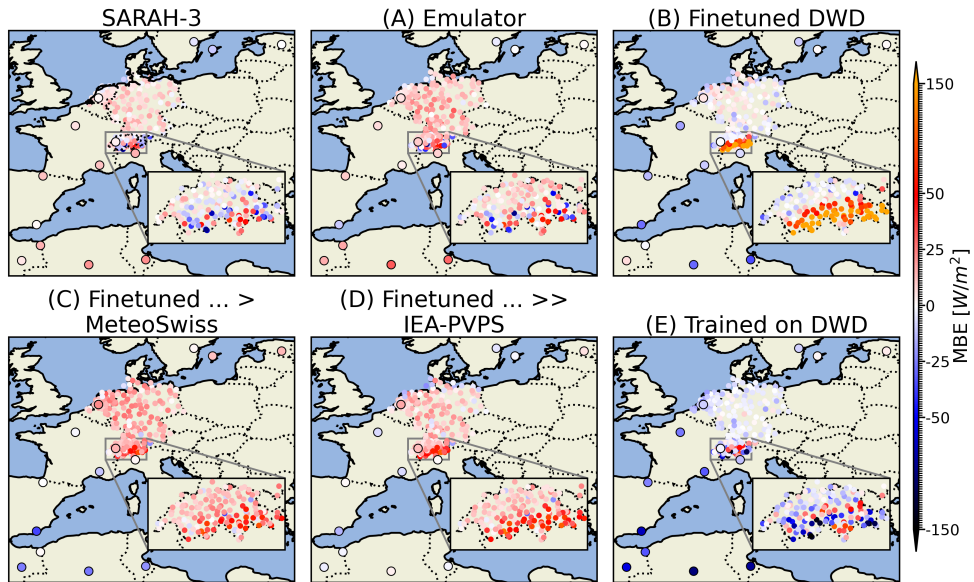 SARAH-3
(A) Emulator
(B) Finetuned DWD
(C) Finetuned ... >
MeteoSwiss
(D) Finetuned ... >>
IEA-PVPS
(E) Trained on DWD
150
50
25
0
-25
-50
-150
MBE [W/m²]